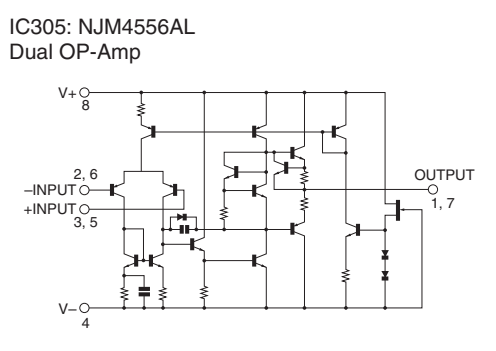 IC305: NJM4556AL
Dual OP-Amp
V+
8
2, 6
–INPUT
+INPUT
3, 5
OUTPUT
1, 7
V–
4